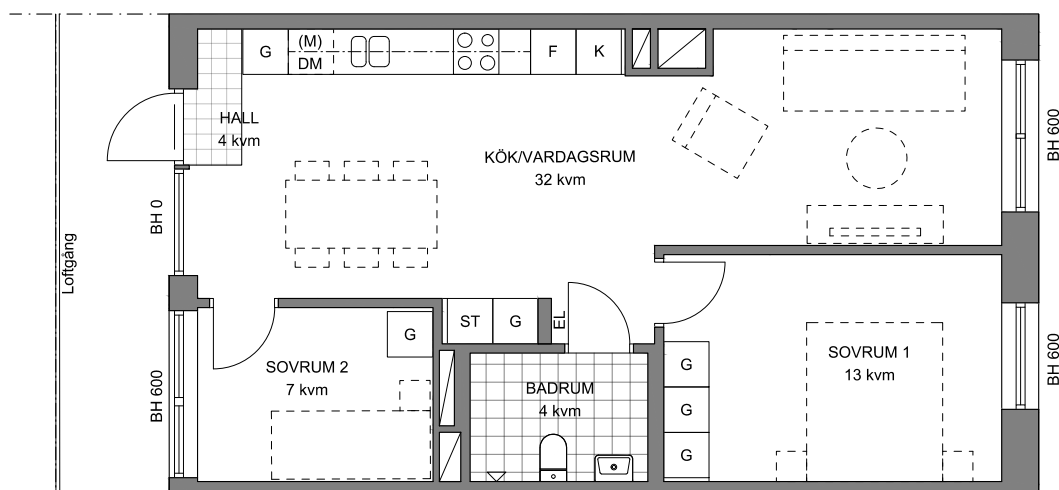 G
(M)
DM
F
K
HALL
4 kvm
KÖK/VARDAGSRUM
32 kvm
BH 600
BH 0
Loftgång
ST
G
EL
G
SOVRUM 2
7 kvm
BH 600
BADRUM
4 kvm
G
G
G
SOVRUM 1
13 kvm
BH 600